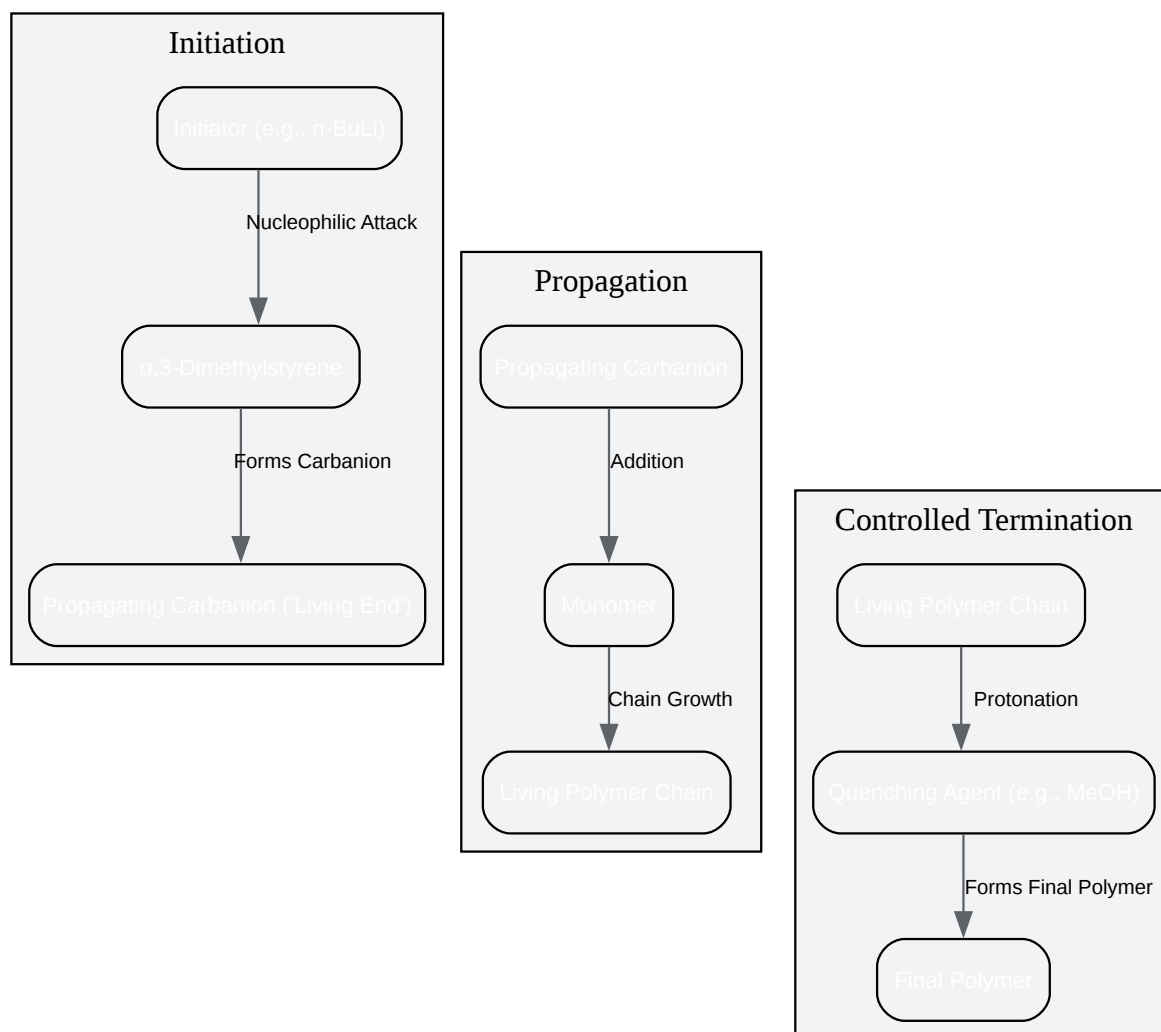 Initiation
Initiator (e.g., n-BuLi)
Nucleophilic Attack
α,3-Dimethylstyrene
Forms Carbanion
Propagating Carbanion ('Living End')
Propagation
Propagating Carbanion
Addition
Monomer
Chain Growth
Living Polymer Chain
Controlled Termination
Living Polymer Chain
Protonation
Quenching Agent (e.g., MeOH)
Forms Final Polymer
Final Polymer